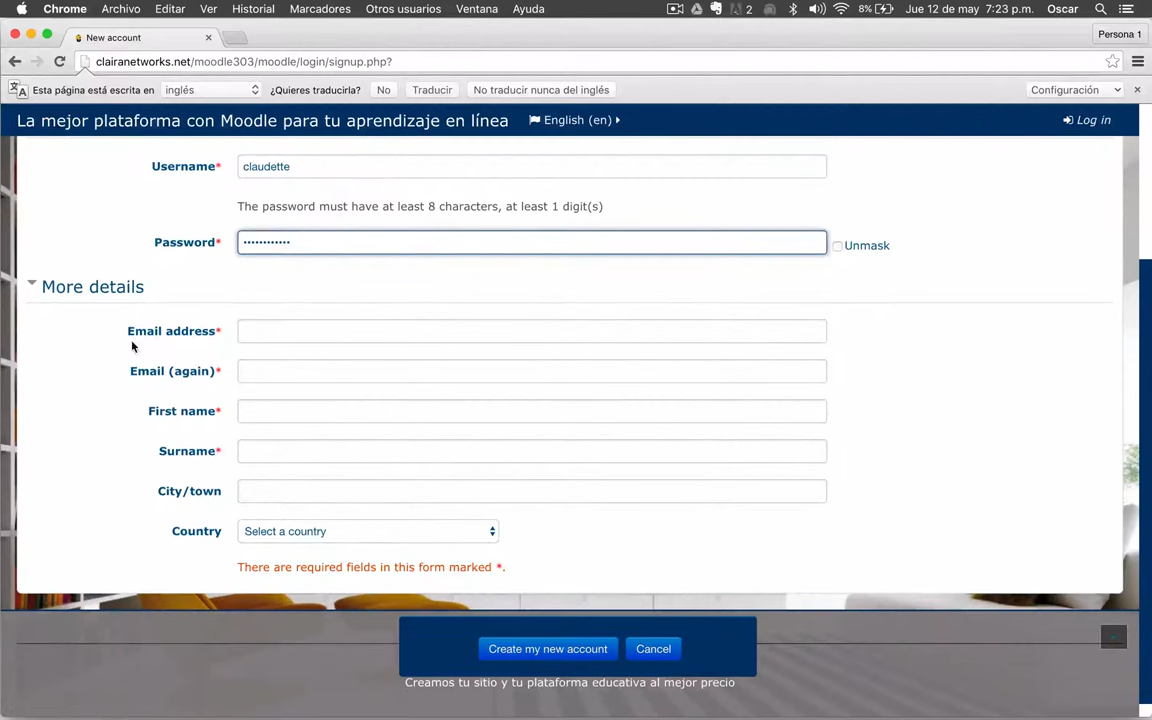 Chrome Archivo Editar Ver Historial Marcadores Otros usuarios Ventana Ayuda 2 8% Jue 12 de may 7:23 p.m. Oscar
New account Persona 1
clairanetworks.net/moodle303/moodle/login/signup.php?
Esta página está escrita en inglés ¿Quieres traducirla? No Traducir No traducir nunca del inglés Configuración
La mejor plataforma con Moodle para tu aprendizaje en línea English (en) Log in
Username* claudette
The password must have at least 8 characters, at least 1 digit(s)
Password* •••••••••••• Unmask
More details
Email address*
Email (again)*
First name*
Surname*
City/town
Country Select a country
There are required fields in this form marked *.
Create my new account Cancel
Creamos tu sitio y tu plataforma educativa al mejor precio